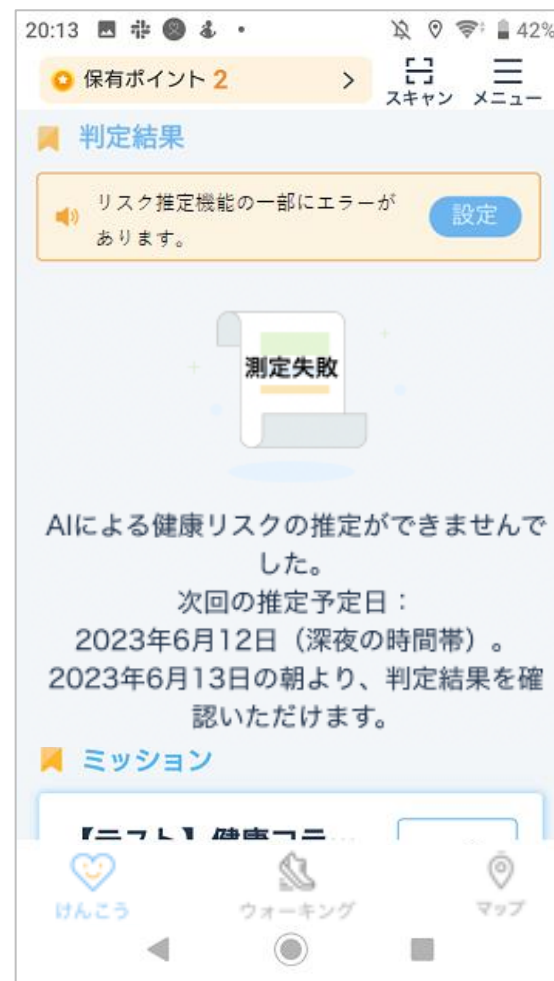 20:13 42%
保有ポイント 2 >
スキャン メニュー
判定結果
リスク推定機能の一部にエラーが
あります。
設定
測定失敗
AIによる健康リスクの推定ができませんで
した。
次回の推定予定日：
2023年6月12日（深夜の時間帯）。
2023年6月13日の朝より、判定結果を確
認いただけます。
ミッション
【テスト】健康コラ…
けんこう ウォーキング マップ